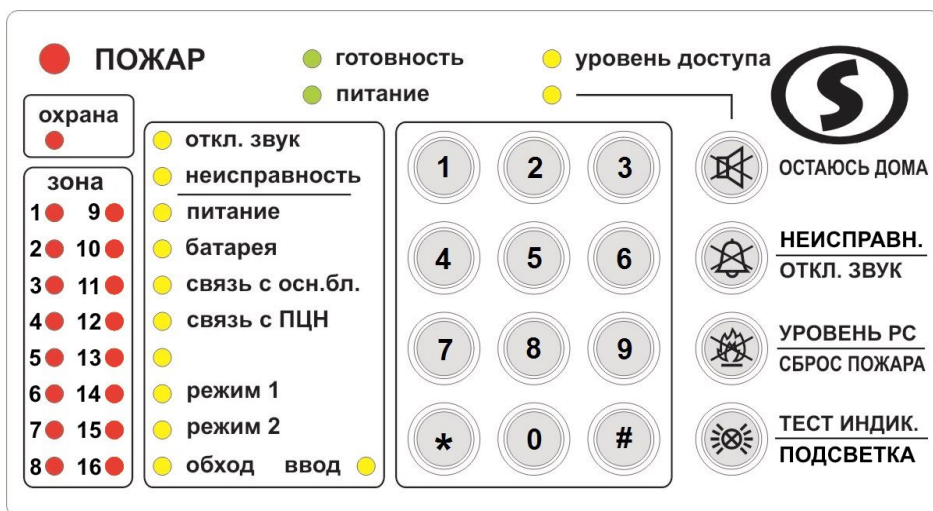 ПОЖАР
готовность
питание
уровень доступа
охрана
зона
1 9
2 10
3 11
4 12
5 13
6 14
7 15
8 16
откл. звук
неисправность
питание
батарея
связь с осн.бл.
связь с ПЦН
режим 1
режим 2
обход ввод
1 2 3
4 5 6
7 8 9
* 0 #
S
ОСТАЮСЬ ДОМА
НЕИСПРАВН.
ОТКЛ. ЗВУК
УРОВЕНЬ РС
СБРОС ПОЖАРА
ТЕСТ ИНДИК.
ПОДСВЕТКА